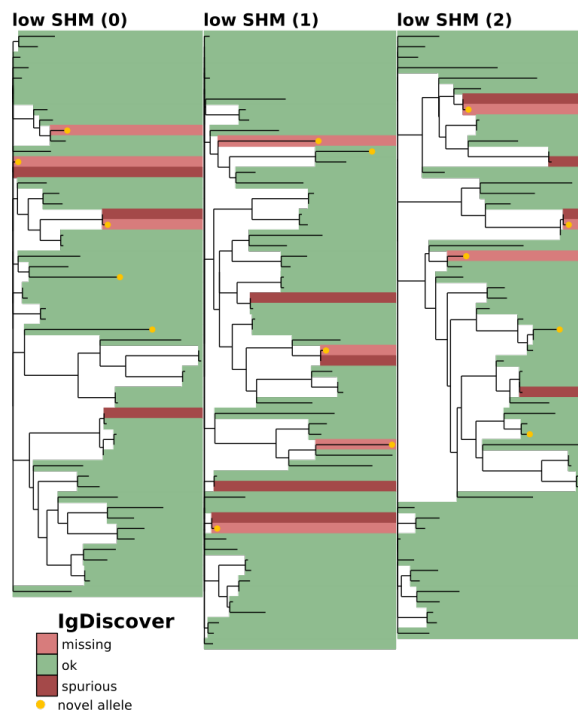 low SHM (0)
low SHM (1)
low SHM (2)
IgDiscover
missing
ok
spurious
novel allele